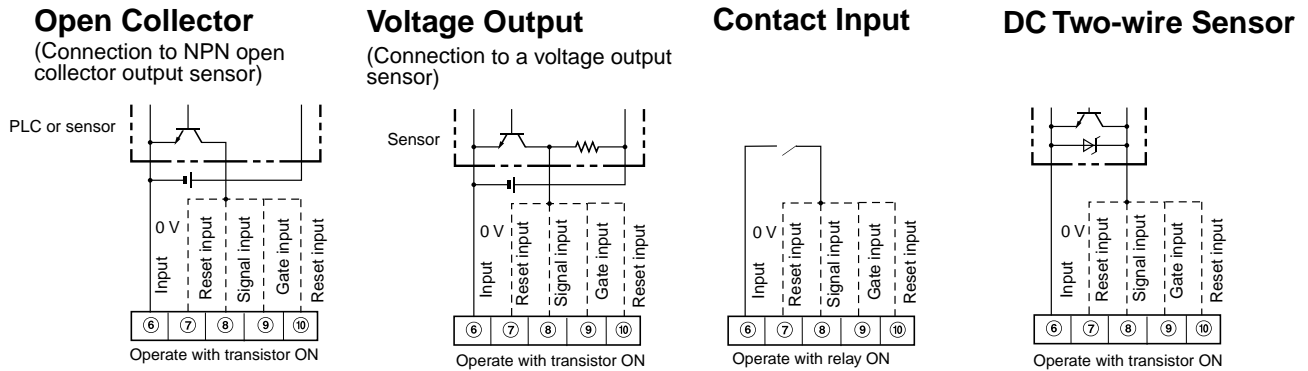 Open Collector
(Connection to NPN open
collector output sensor)
PLC or sensor
0 V
Input
Reset input
Signal input
Gate input
Reset input
⑥ ⑦ ⑧ ⑨ ⑩
Operate with transistor ON
Voltage Output
(Connection to a voltage output
sensor)
Sensor
0 V
Input
Reset input
Signal input
Gate input
Reset input
⑥ ⑦ ⑧ ⑨ ⑩
Operate with transistor ON
Contact Input
0 V
Input
Reset input
Signal input
Gate input
Reset input
⑥ ⑦ ⑧ ⑨ ⑩
Operate with relay ON
DC Two-wire Sensor
0 V
Input
Reset input
Signal input
Gate input
Reset input
⑥ ⑦ ⑧ ⑨ ⑩
Operate with transistor ON